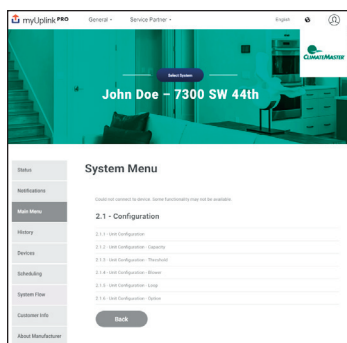 myUplink PRO
General
Service Partner
English
CLIMATEMASTER
Select System
John Doe – 7300 SW 44th
Status
Notifications
Main Menu
History
Devices
Scheduling
System Flow
Customer Info
About Manufacturer
System Menu
Could not connect to device. Some functionality may not be available.
2.1 - Configuration
2.1.1 - Unit Configuration
2.1.2 - Unit Configuration - Capacity
2.1.3 - Unit Configuration - Threshold
2.1.4 - Unit Configuration - Blower
2.1.5 - Unit Configuration - Loop
2.1.6 - Unit Configuration - Option
Back